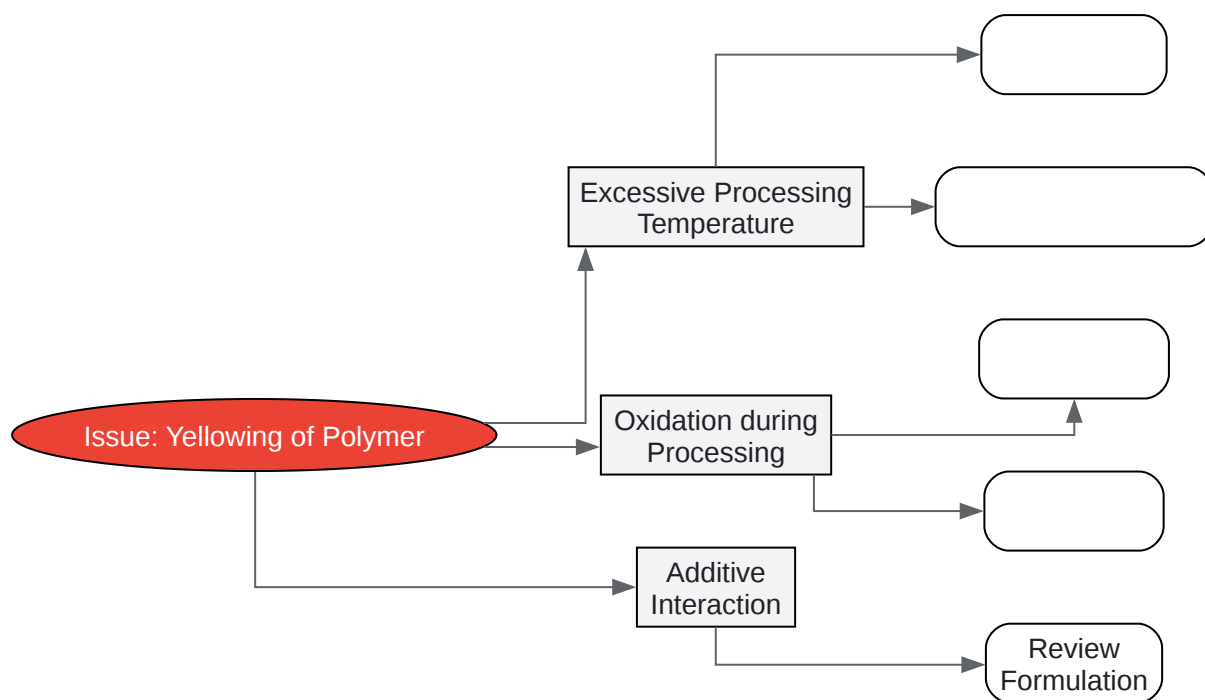 Excessive Processing
Temperature
Issue: Yellowing of Polymer
Oxidation during
Processing
Additive
Interaction
Review
Formulation